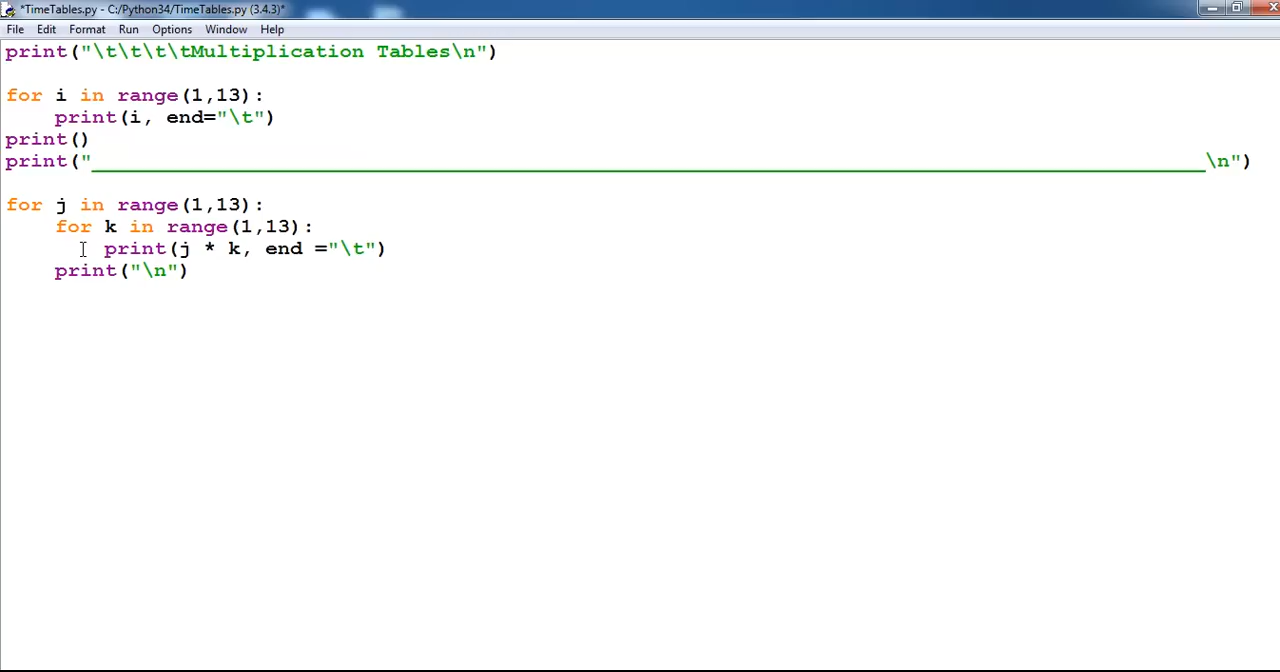 *TimeTables.py - C:/Python34/TimeTables.py (3.4.3)*
File Edit Format Run Options Window Help
print("\t\t\t\tMultiplication Tables\n")
for i in range(1,13):
    print(i, end="\t")
print()
print("___________________________________________________________________________________________\n")
for j in range(1,13):
    for k in range(1,13):
        print(j * k, end ="\t")
    print("\n")